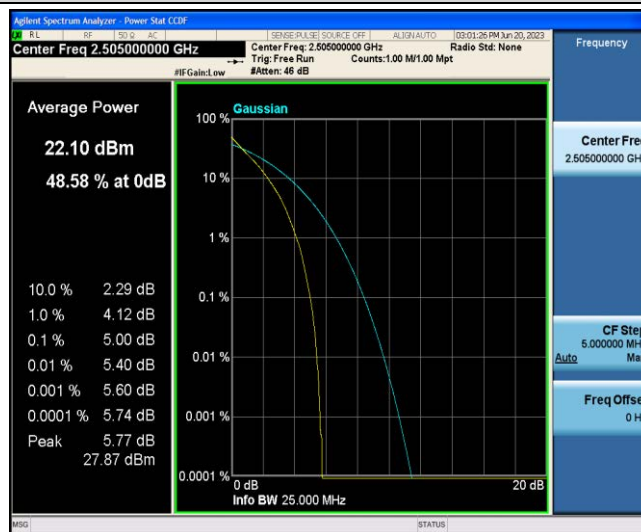 Agilent Spectrum Analyzer - Power Stat CCDF
RL RF 50 Ω AC SENSE:PULSE SOURCE OFF ALIGNAUTO 03:01:26 PM Jun 20, 2023
Center Freq 2.505000000 GHz
Center Freq: 2.505000000 GHz Radio Std: None
Trig: Free Run Counts:1.00 M/1.00 Mpt
#IFGain:Low #Atten: 46 dB
Frequency
Average Power
22.10 dBm
48.58 % at 0dB
10.0 % 2.29 dB
1.0 % 4.12 dB
0.1 % 5.00 dB
0.01 % 5.40 dB
0.001 % 5.60 dB
0.0001 % 5.74 dB
Peak 5.77 dB
27.87 dBm
Gaussian
100 %
10 %
1 %
0.1 %
0.01 %
0.001 %
0.0001 %
0 dB 20 dB
Info BW 25.000 MHz
Center Fre
2.505000000 GH
CF Step
5.000000 MH
Auto Ma
Freq Offse
0 H
MSG STATUS